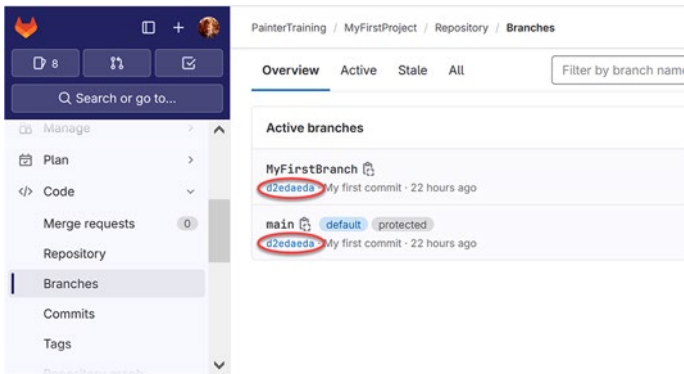 PainterTraining / MyFirstProject / Repository / Branches
8
Search or go to...
Manage
Plan
Code
Merge requests 0
Repository
Branches
Commits
Tags
Overview Active Stale All
Filter by branch name
Active branches
MyFirstBranch
d2edaeda · My first commit · 22 hours ago
main default protected
d2edaeda · My first commit · 22 hours ago